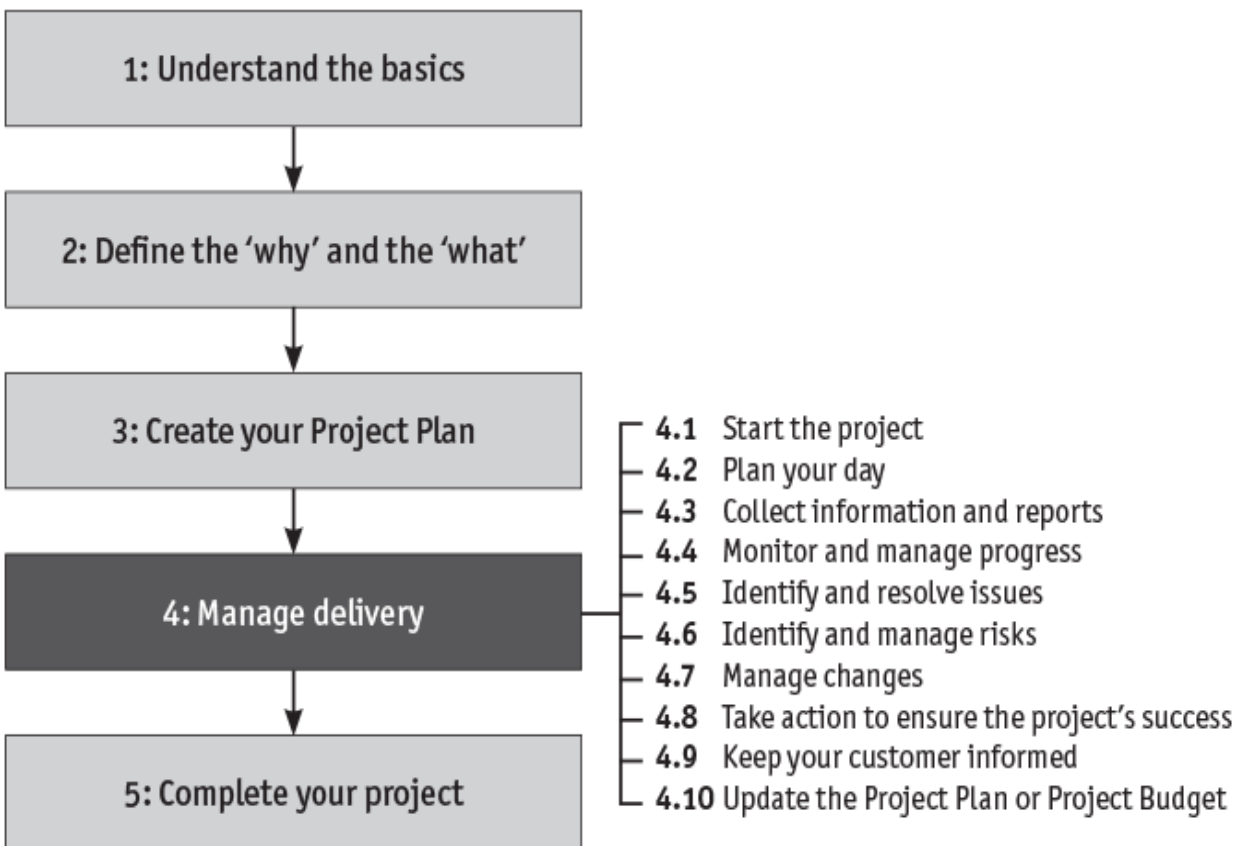 1: Understand the basics
2: Define the ‘why’ and the ‘what’
3: Create your Project Plan
4: Manage delivery
4.1 Start the project
4.2 Plan your day
4.3 Collect information and reports
4.4 Monitor and manage progress
4.5 Identify and resolve issues
4.6 Identify and manage risks
4.7 Manage changes
4.8 Take action to ensure the project’s success
4.9 Keep your customer informed
4.10 Update the Project Plan or Project Budget
5: Complete your project